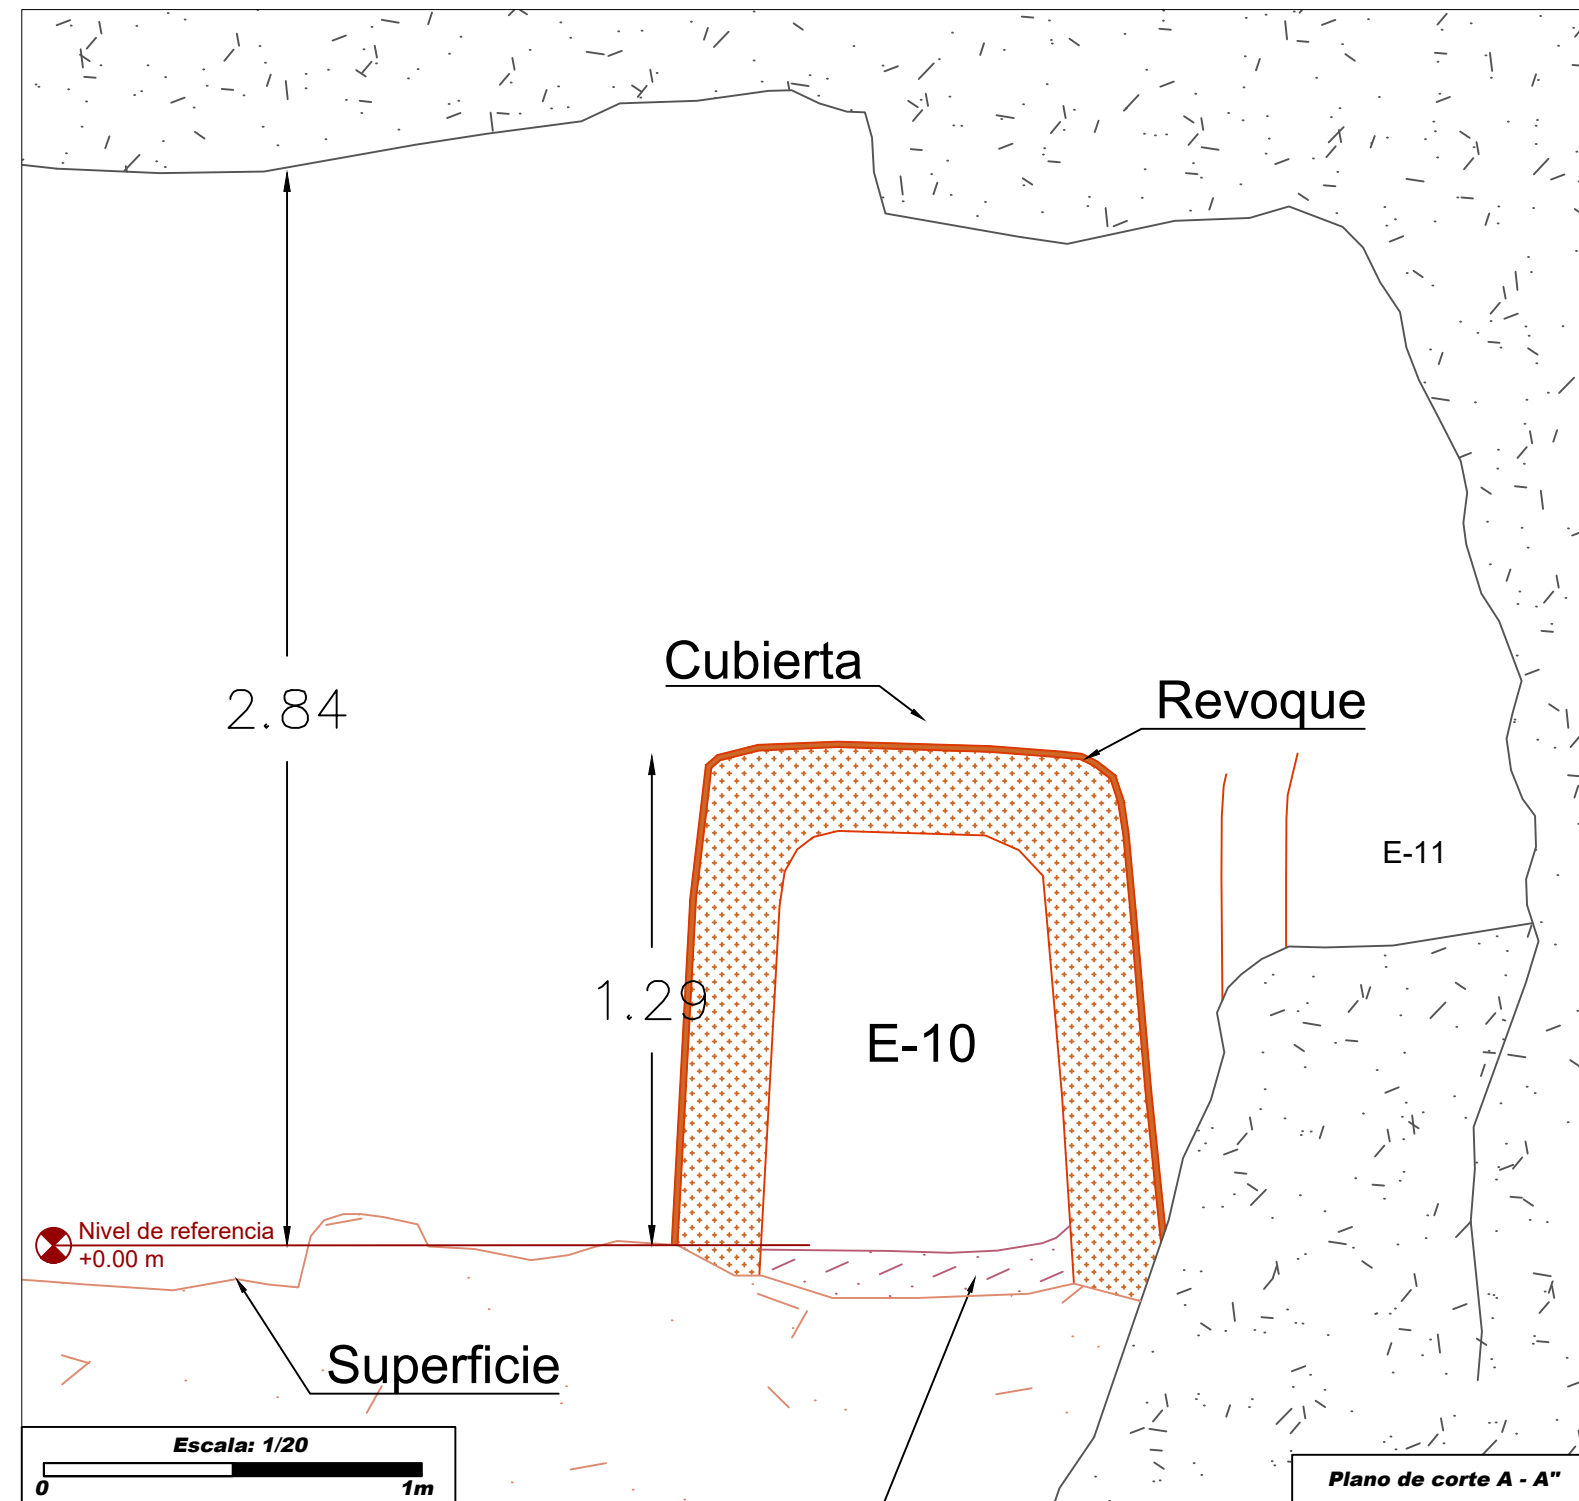 Cubierta
Revoque
2.84
E-11
1.29
E-10
Nivel de referencia
+0.00 m
Superficie
Escala: 1/20
0 1m
Plano de corte A - A"